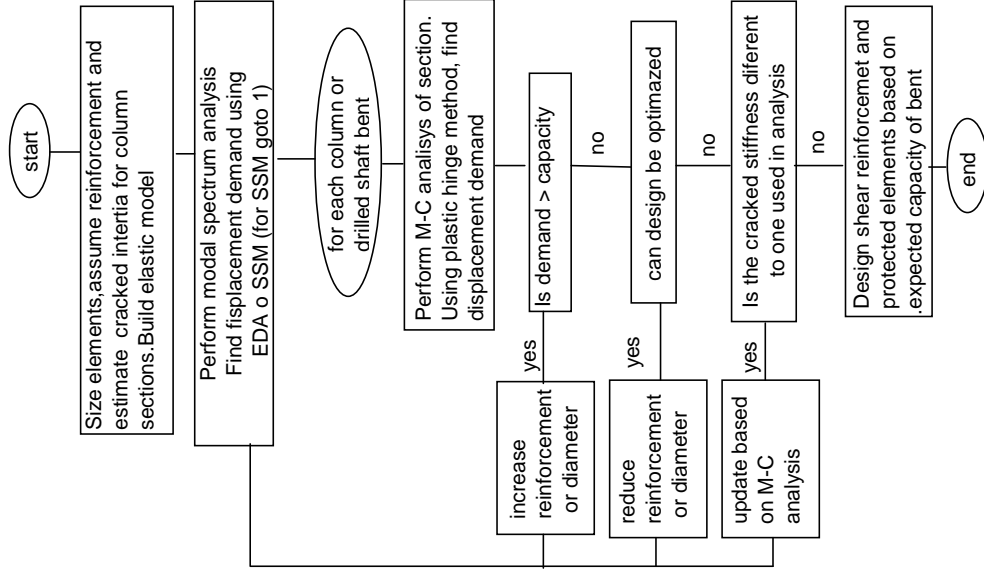 start
Size elements,assume reinforcement and
estimate cracked intertia for column
sections.Build elastic model
Perform modal spectrum analysis
Find fisplacement demand using
EDA o SSM (for SSM goto 1)
for each column or
drilled shaft bent
Perform M-C analisys of section.
Using plastic hinge method, find
displacement demand
Is demand > capacity
yes
increase
reinforcement
or diameter
no
can design be optimazed
yes
reduce
reinforcement
or diameter
no
Is the cracked stiffness diferent
to one used in analysis
yes
update based
on M-C
analysis
no
Design shear reinforcemet and
protected elements based on
.expected capacity of bent
end